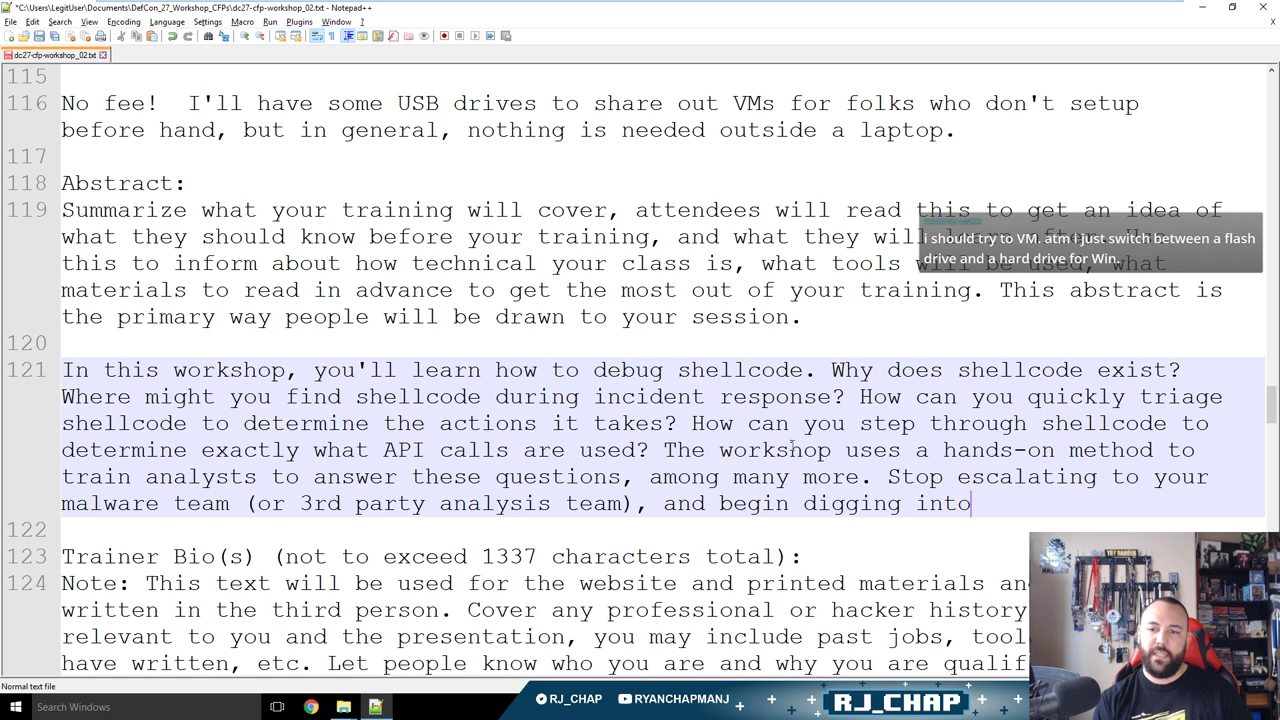 *C:\Users\LegitUser\Documents\DefCon_27_Workshop_CFPs\dc27-cfp-workshop_02.txt - Notepad++
File Edit Search View Encoding Language Settings Macro Run Plugins Window ?
dc27-cfp-workshop_02.txt
115
116 No fee!  I'll have some USB drives to share out VMs for folks who don't setup
before hand, but in general, nothing is needed outside a laptop.
117
118 Abstract:
119 Summarize what your training will cover, attendees will read this to get an idea of
what they should know before your training, and what they will
this to inform about how technical your class is, what tools will be used, what
materials to read in advance to get the most out of your training. This abstract is
the primary way people will be drawn to your session.
i should try to VM. atm i just switch between a flash
drive and a hard drive for Win.
120
121 In this workshop, you'll learn how to debug shellcode. Why does shellcode exist?
Where might you find shellcode during incident response? How can you quickly triage
shellcode to determine the actions it takes? How can you step through shellcode to
determine exactly what API calls are used? The workshop uses a hands-on method to
train analysts to answer these questions, among many more. Stop escalating to your
malware team (or 3rd party analysis team), and begin digging into
122
123 Trainer Bio(s) (not to exceed 1337 characters total):
124 Note: This text will be used for the website and printed materials an
written in the third person. Cover any professional or hacker history
relevant to you and the presentation, you may include past jobs, tool
have written, etc. Let people know who you are and why you are qualif
Normal text file
Search Windows
RJ_CHAP
RYANCHAPMANJ
RJ_CHAP